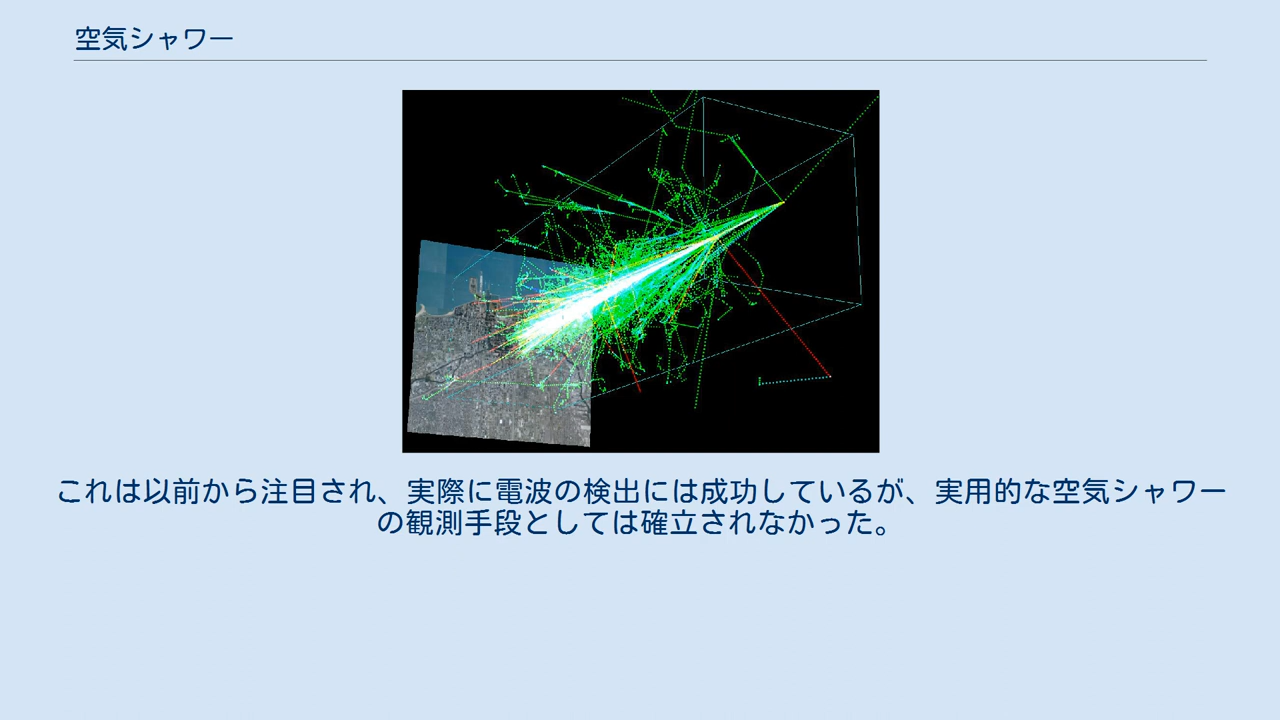 空気シャワー
これは以前から注目され、実際に電波の検出には成功しているが、実用的な空気シャワー
の観測手段としては確立されなかった。